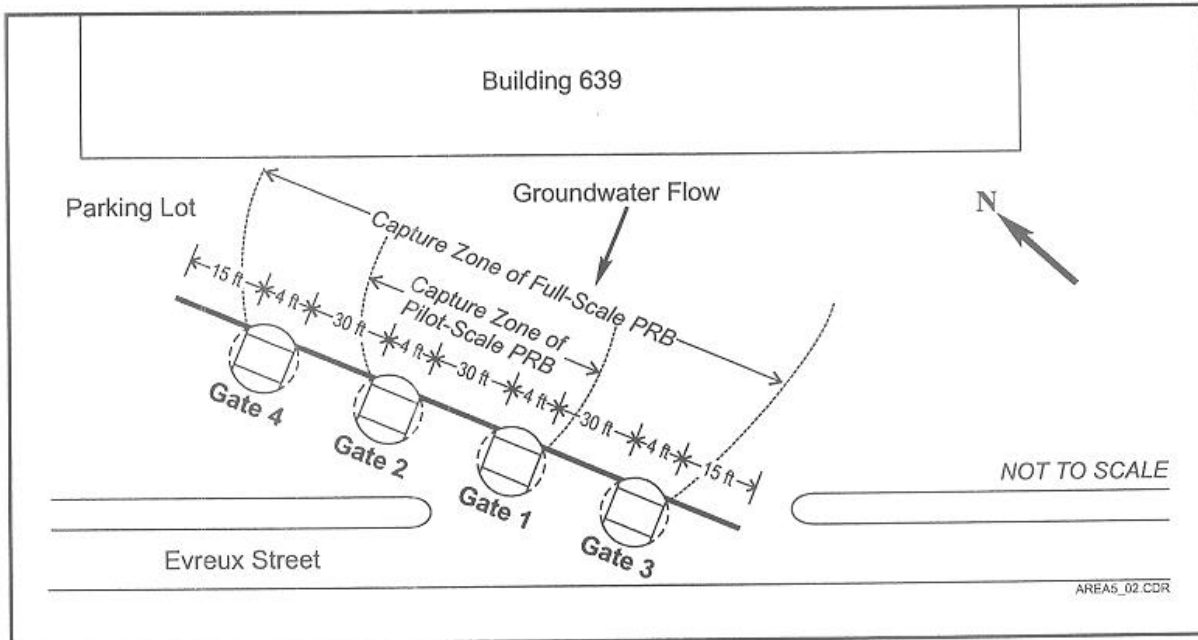 Building 639
Parking Lot
Groundwater Flow
N
Capture Zone of Full-Scale PRB
Capture Zone of
Pilot-Scale PRB
15 ft 4 ft 30 ft 4 ft 30 ft 4 ft 30 ft 4 ft 15 ft
Gate 4
Gate 2
Gate 1
Gate 3
NOT TO SCALE
Evreux Street
AREA5_02.CDR